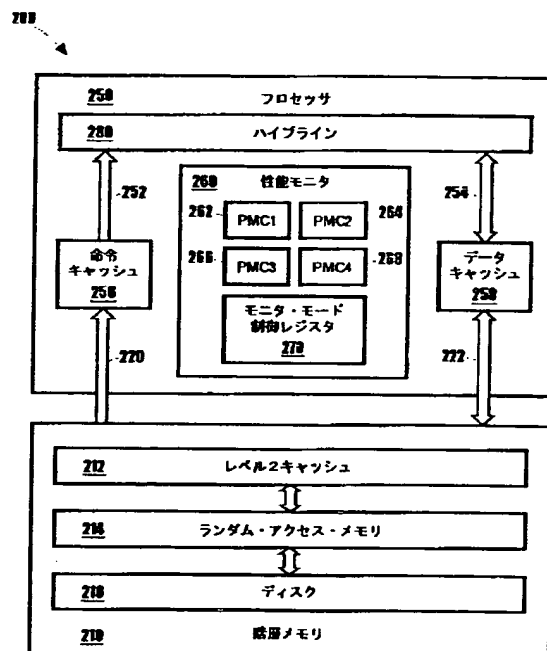 200
250 プロセッサ
280 パイプライン
252
254
260 性能モニタ
262 PMC1 PMC2 264
266 PMC3 PMC4 268
命令
キャッシュ
256
データ
キャッシュ
258
モニタ・モード
制御レジスタ
270
220
222
212 レベル2キャッシュ
214 ランダム・アクセス・メモリ
216 ディスク
210 階層メモリ